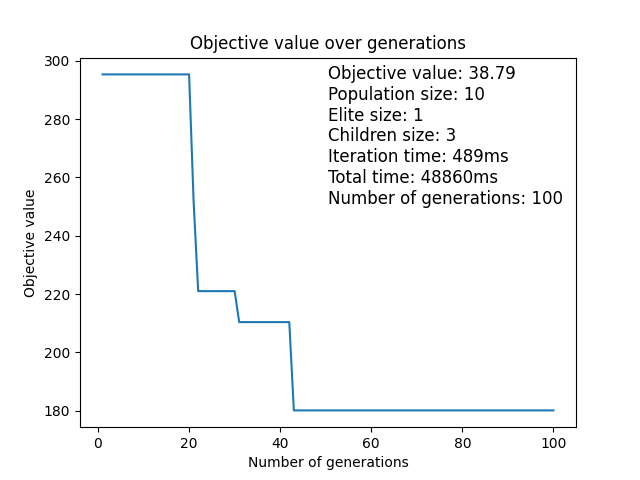 Objective value over generations
Objective value: 38.79
Population size: 10
Elite size: 1
Children size: 3
Iteration time: 489ms
Total time: 48860ms
Number of generations: 100
Objective value
300
280
260
240
220
200
180
0 20 40 60 80 100
Number of generations